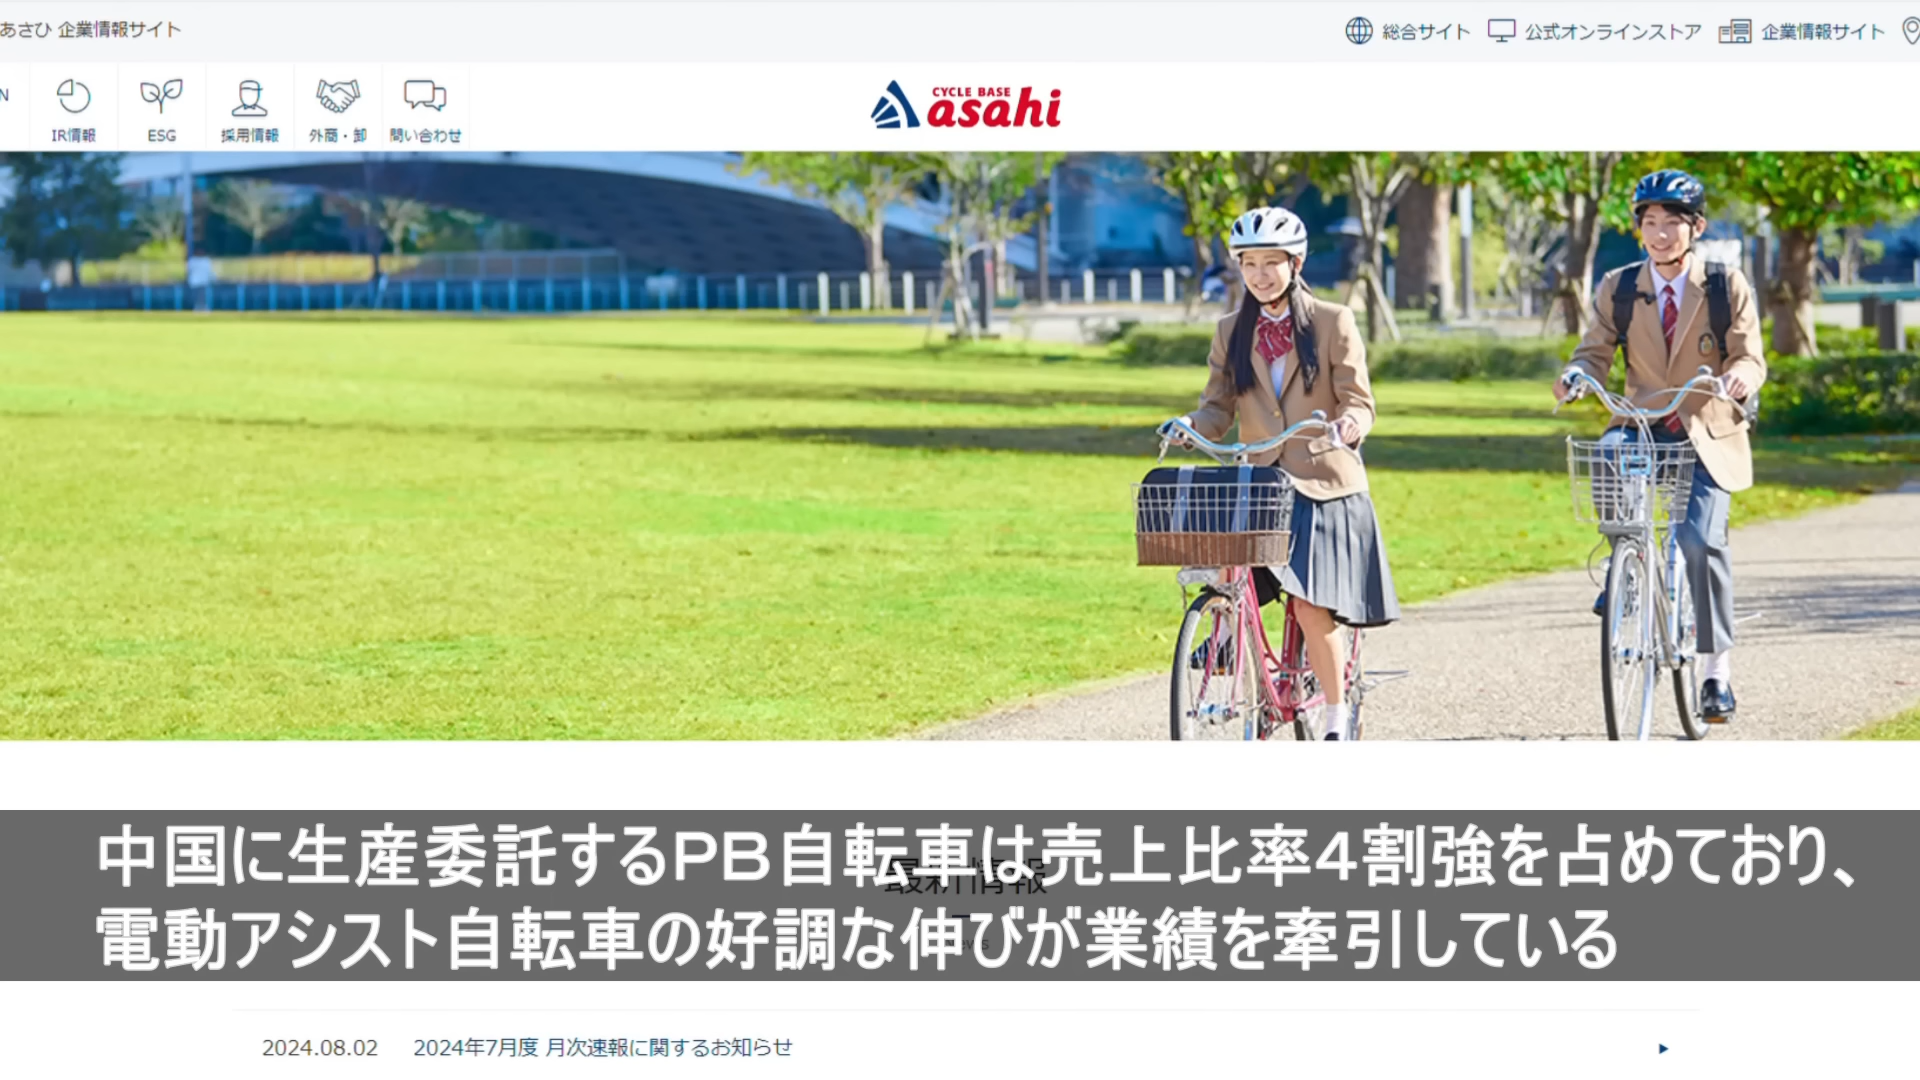 あさひ 企業情報サイト
総合サイト 公式オンラインストア 企業情報サイト
N IR情報 ESG 採用情報 外商・卸 問い合わせ
CYCLE BASE
asahi
最新情報
中国に生産委託するPB自転車は売上比率4割強を占めており、
電動アシスト自転車の好調な伸びが業績を牽引している
2024.08.02 2024年7月度 月次速報に関するお知らせ